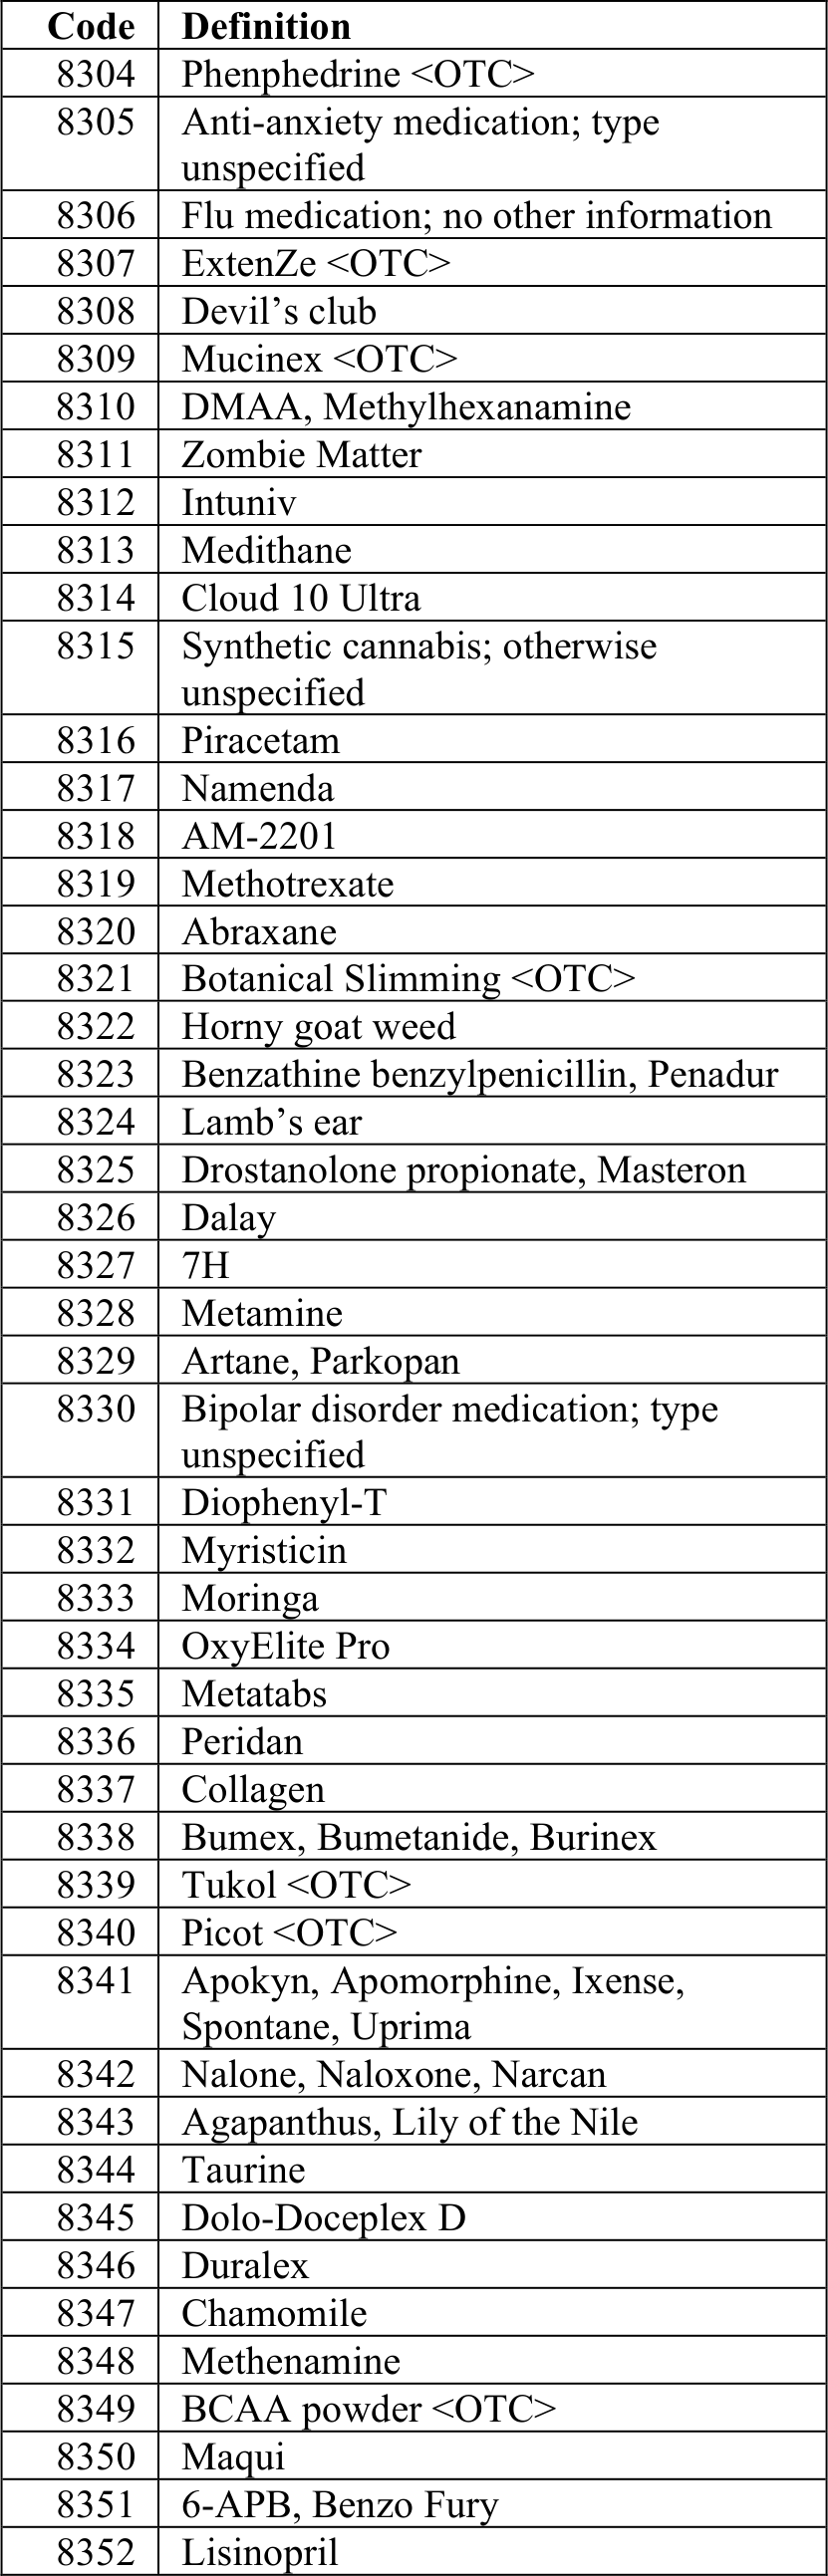 Code Definition
8304 Phenphedrine <OTC>
8305 Anti-anxiety medication; type
unspecified
8306 Flu medication; no other information
8307 ExtenZe <OTC>
8308 Devil’s club
8309 Mucinex <OTC>
8310 DMAA, Methylhexanamine
8311 Zombie Matter
8312 Intuniv
8313 Medithane
8314 Cloud 10 Ultra
8315 Synthetic cannabis; otherwise
unspecified
8316 Piracetam
8317 Namenda
8318 AM-2201
8319 Methotrexate
8320 Abraxane
8321 Botanical Slimming <OTC>
8322 Horny goat weed
8323 Benzathine benzylpenicillin, Penadur
8324 Lamb’s ear
8325 Drostanolone propionate, Masteron
8326 Dalay
8327 7H
8328 Metamine
8329 Artane, Parkopan
8330 Bipolar disorder medication; type
unspecified
8331 Diophenyl-T
8332 Myristicin
8333 Moringa
8334 OxyElite Pro
8335 Metatabs
8336 Peridan
8337 Collagen
8338 Bumex, Bumetanide, Burinex
8339 Tukol <OTC>
8340 Picot <OTC>
8341 Apokyn, Apomorphine, Ixense,
Spontane, Uprima
8342 Nalone, Naloxone, Narcan
8343 Agapanthus, Lily of the Nile
8344 Taurine
8345 Dolo-Doceplex D
8346 Duralex
8347 Chamomile
8348 Methenamine
8349 BCAA powder <OTC>
8350 Maqui
8351 6-APB, Benzo Fury
8352 Lisinopril